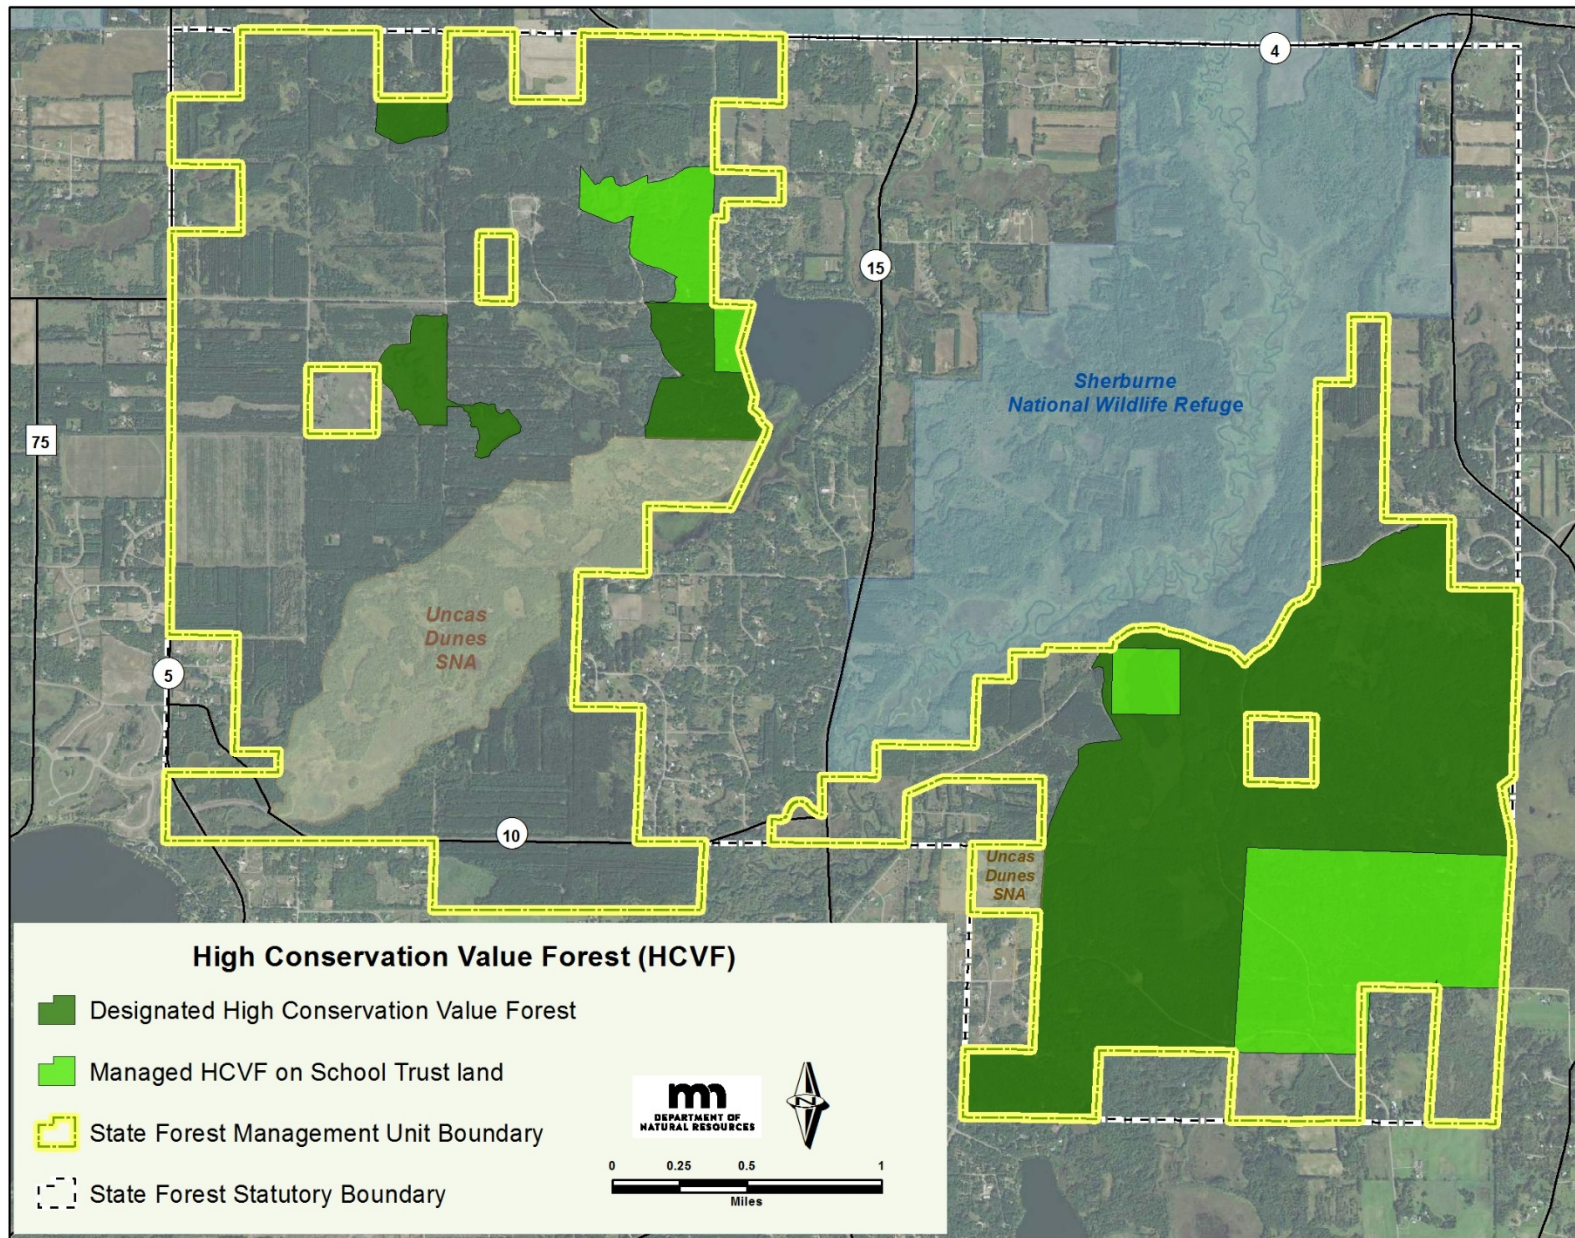 4
15
Sherburne
National Wildlife Refuge
75
Uncas
Dunes
SNA
5
10
Uncas
Dunes
SNA
High Conservation Value Forest (HCVF)
Designated High Conservation Value Forest
Managed HCVF on School Trust land
State Forest Management Unit Boundary
State Forest Statutory Boundary
DEPARTMENT OF
NATURAL RESOURCES
N
0 0.25 0.5 1
Miles